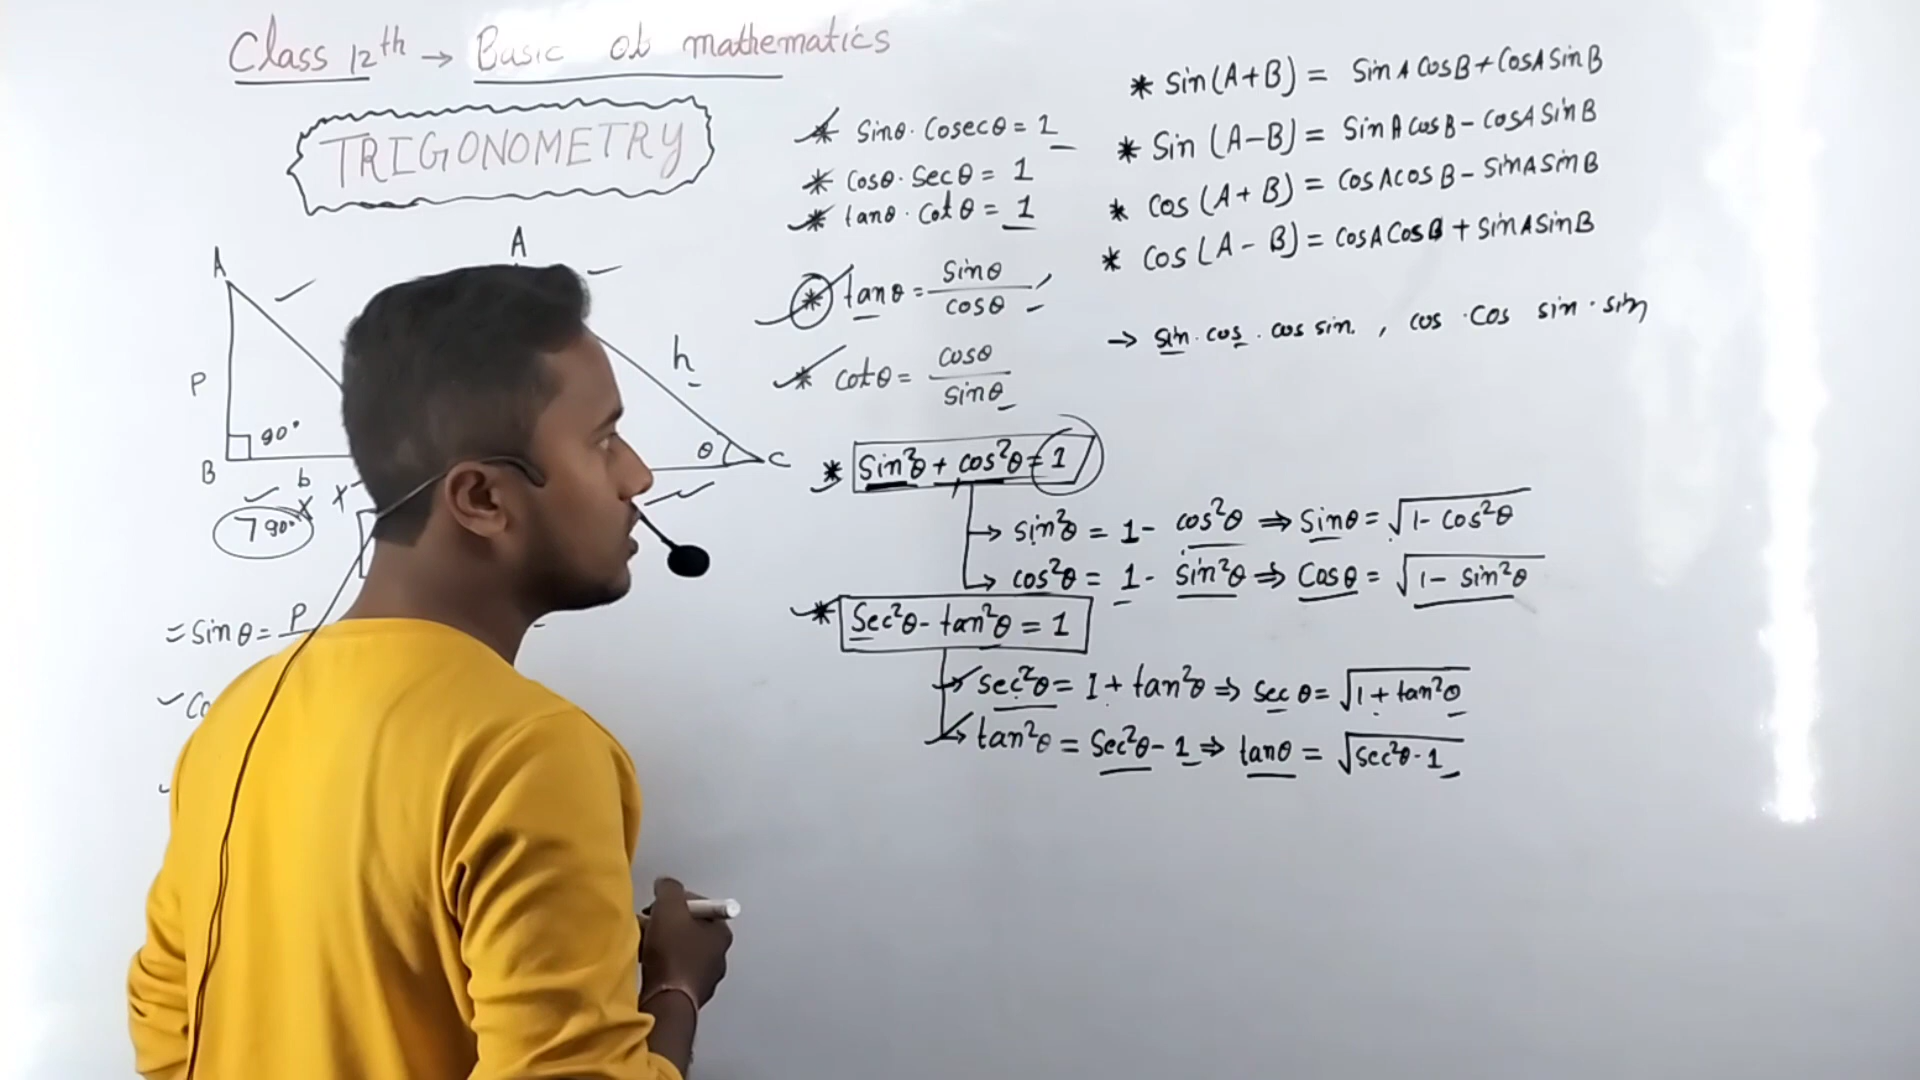 Class 12th → Basic of mathematics
TRIGONOMETRY
A
P
90°
B
b
790°
A
h
θ
C
= Sinθ = P
Co
* Sinθ · Cosecθ = 1
* Cosθ · Secθ = 1
* tanθ · Cotθ = 1
* tanθ = Sinθ / Cosθ
* Cotθ = Cosθ / Sinθ
* Sin²θ + Cos²θ = 1
→ Sin²θ = 1 - Cos²θ ⇒ Sinθ = √1 - Cos²θ
→ Cos²θ = 1 - Sin²θ ⇒ Cosθ = √1 - Sin²θ
* Sec²θ - tan²θ = 1
→ Sec²θ = 1 + tan²θ ⇒ Sec θ = √1 + tan²θ
→ tan²θ = Sec²θ - 1 ⇒ tanθ = √Sec²θ - 1
* Sin(A+B) = SinA CosB + CosA SinB
* Sin (A-B) = SinA CosB - CosA SinB
* Cos (A + B) = CosA CosB - SinA SinB
* Cos (A - B) = CosA CosB + SinA SinB
→ Sin · Cos · Cos Sin. , Cos · Cos Sin · Sin